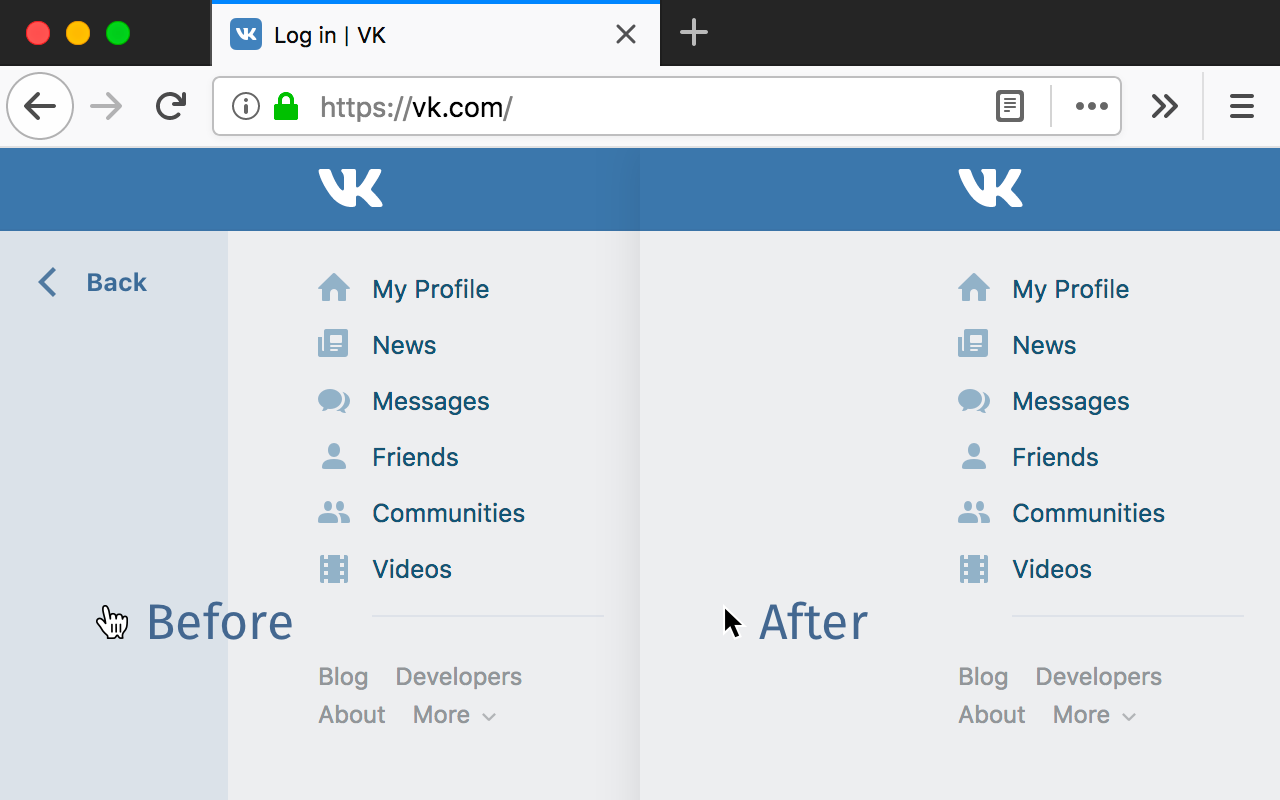 VK Log in | VK
https://vk.com/
VK
VK
Back
My Profile
News
Messages
Friends
Communities
Videos
Before
Blog Developers
About More
My Profile
News
Messages
Friends
Communities
Videos
After
Blog Developers
About More